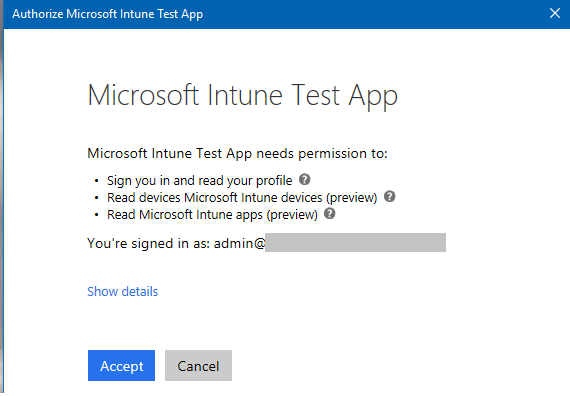 Authorize Microsoft Intune Test App
Microsoft Intune Test App
Microsoft Intune Test App needs permission to:
• Sign you in and read your profile ?
• Read devices Microsoft Intune devices (preview) ?
• Read Microsoft Intune apps (preview) ?
You're signed in as: admin@
Show details
Accept Cancel